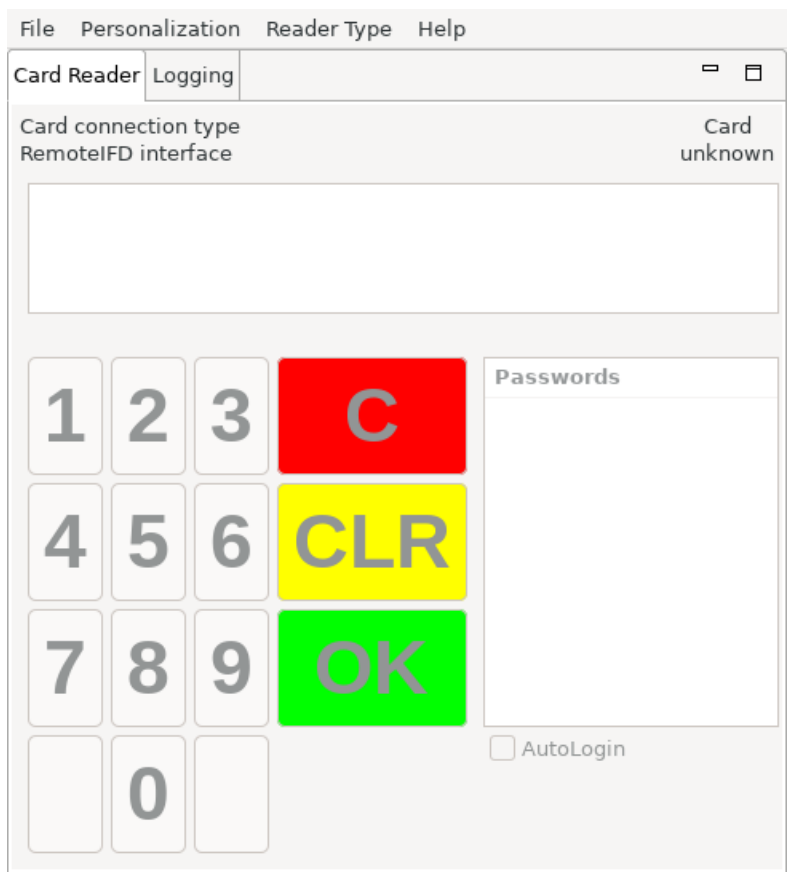 File Personalization Reader Type Help
Card Reader Logging
Card connection type Card
RemoteIFD interface unknown
1 2 3 C Passwords
4 5 6 CLR
7 8 9 OK
AutoLogin
0